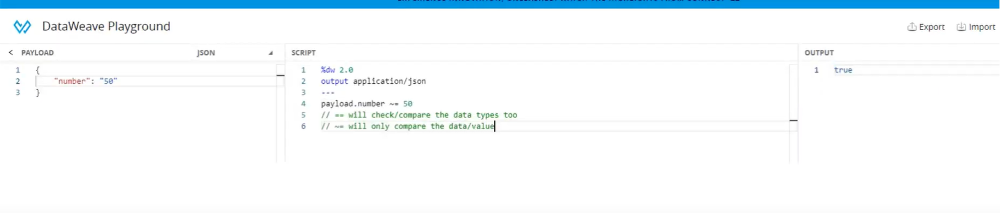 DataWeave Playground
Export
Import
< PAYLOAD
JSON
SCRIPT
OUTPUT
1 {
2 "number": "50"
3 }
1 %dw 2.0
2 output application/json
3 ---
4 payload.number ~= 50
5 // == will check/compare the data types too
6 // ~= will only compare the data/value
1 true